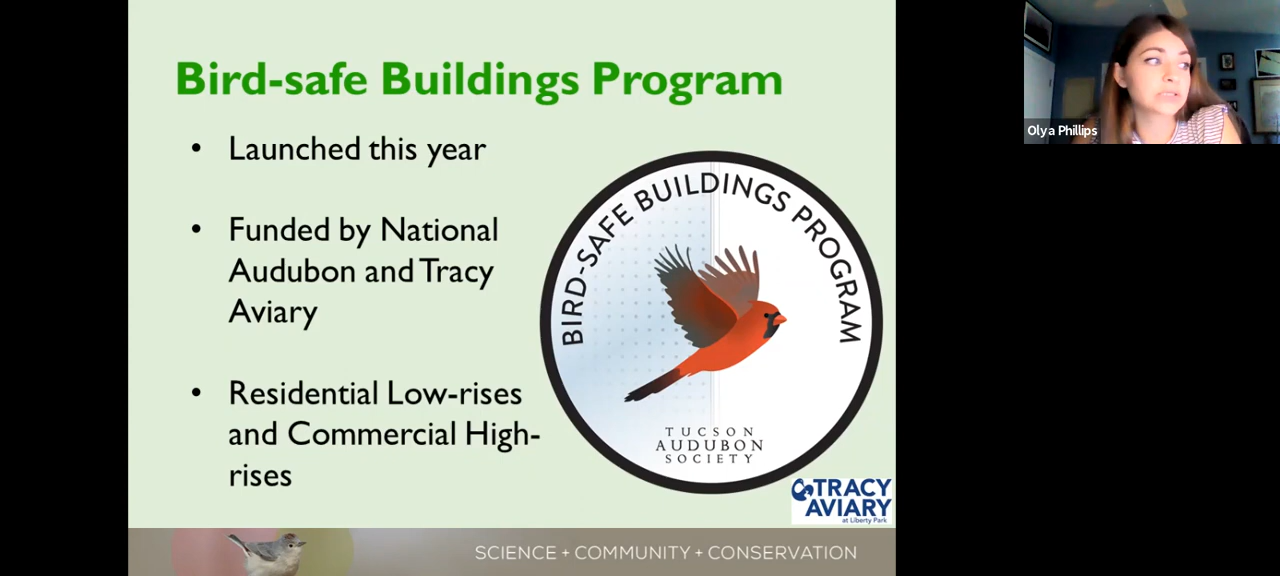 Bird-safe Buildings Program
• Launched this year
• Funded by National
Audubon and Tracy
Aviary
• Residential Low-rises
and Commercial High-
rises
BIRD-SAFE BUILDINGS PROGRAM
TUCSON
AUDUBON
SOCIETY
TRACY
AVIARY
at Liberty Park
SCIENCE + COMMUNITY + CONSERVATION
Olya Phillips